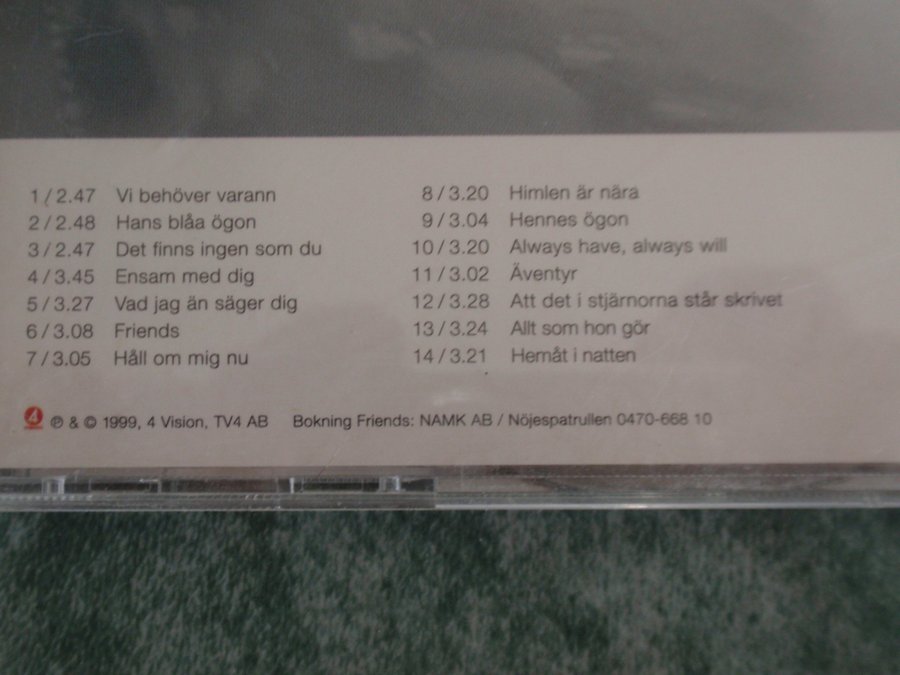 1 / 2.47 Vi behöver varann
2 / 2.48 Hans blåa ögon
3 / 2.47 Det finns ingen som du
4 / 3.45 Ensam med dig
5 / 3.27 Vad jag än säger dig
6 / 3.08 Friends
7 / 3.05 Håll om mig nu
8 / 3.20 Himlen är nära
9 / 3.04 Hennes ögon
10 / 3.20 Always have, always will
11 / 3.02 Äventyr
12 / 3.28 Att det i stjärnorna står skrivet
13 / 3.24 Allt som hon gör
14 / 3.21 Hemåt i natten
4 ℗ & © 1999, 4 Vision, TV4 AB Bokning Friends: NAMK AB / Nöjespatrullen 0470-668 10